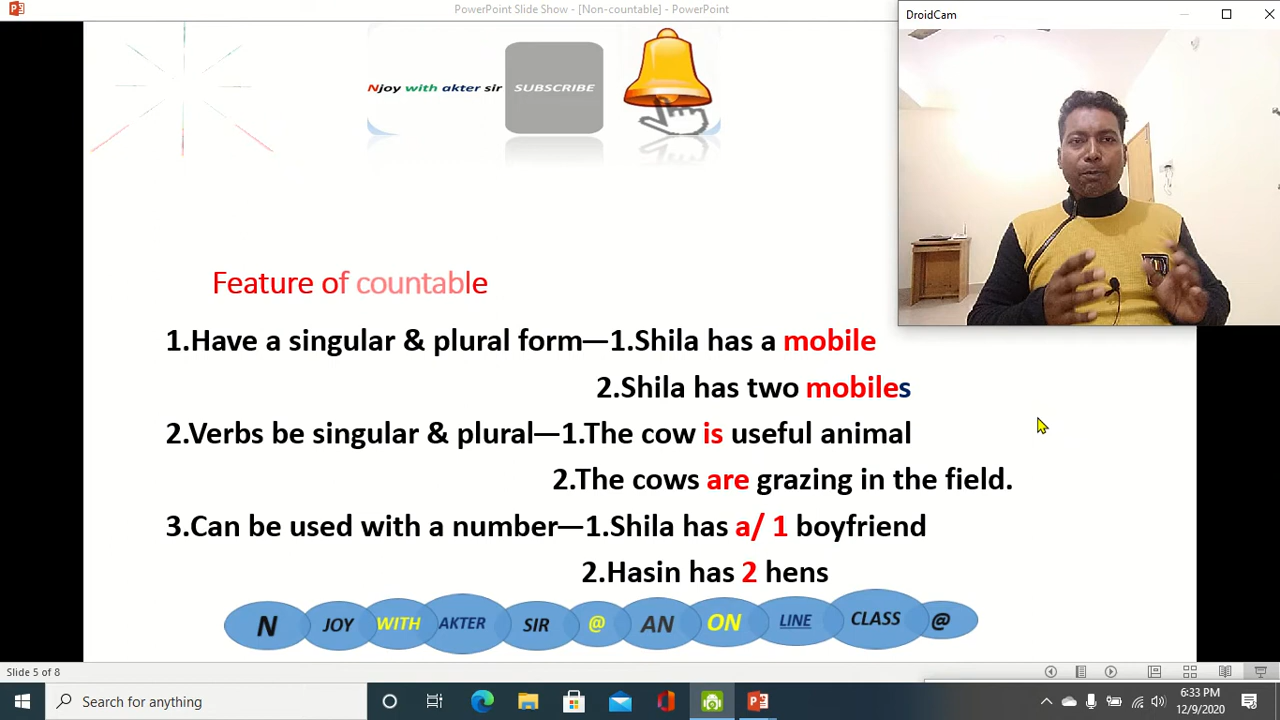 PowerPoint Slide Show - [Non-countable] - PowerPoint
DroidCam
Njoy with akter sir
SUBSCRIBE
Feature of countable
1.Have a singular & plural form—1.Shila has a mobile
2.Shila has two mobiles
2.Verbs be singular & plural—1.The cow is useful animal
2.The cows are grazing in the field.
3.Can be used with a number—1.Shila has a/ 1 boyfriend
2.Hasin has 2 hens
N JOY WITH AKTER SIR @ AN ON LINE CLASS @
Slide 5 of 8
Search for anything
6:33 PM
12/9/2020